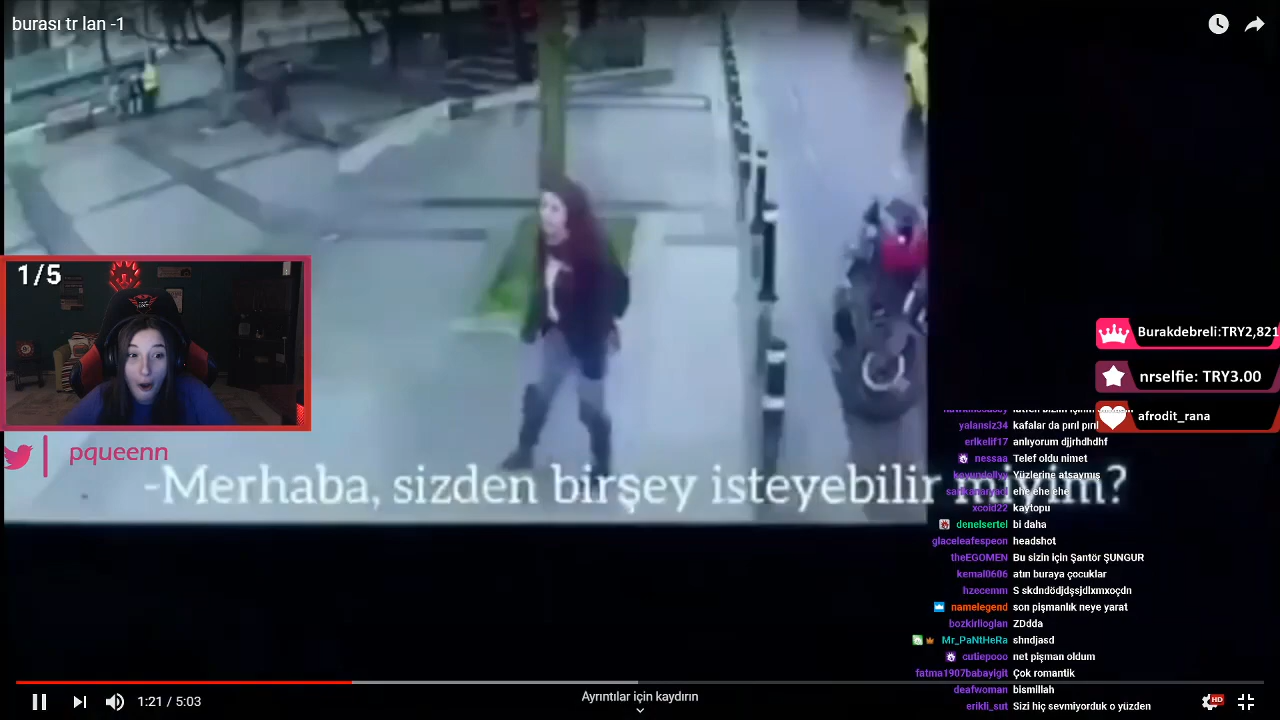 burası tr lan -1
1/5
pqueenn
-Merhaba, sizden birşey isteyebilir miyim?
Burakdebreli:TRY2,821
nrselfie: TRY3.00
afrodit_rana
yalansiz34 kafalar da pırıl pırıl
erikelif17 anlıyorum djjrhdhdhf
nessaa Telef oldu nimet
Yüzlerine atsaymış
ehe ehe ehe
xcoid22 kaytopu
denelsertel bi daha
glaceleafespeon headshot
theEGOMEN Bu sizin için Şantör ŞUNGUR
kemal0606 atın buraya çocuklar
hzecemm S skdndödjdşsjdlxmxoçdn
namelegend son pişmanlık neye yarat
bozkirlioglan ZDdda
Mr_PaNtHeRa shndjasd
cutiepooo net pişman oldum
fatma1907babayigit Çok romantik
deafwoman bismillah
erikli_sut Sizi hiç sevmiyorduk o yüzden
1:21 / 5:03
Ayrıntılar için kaydırın
HD